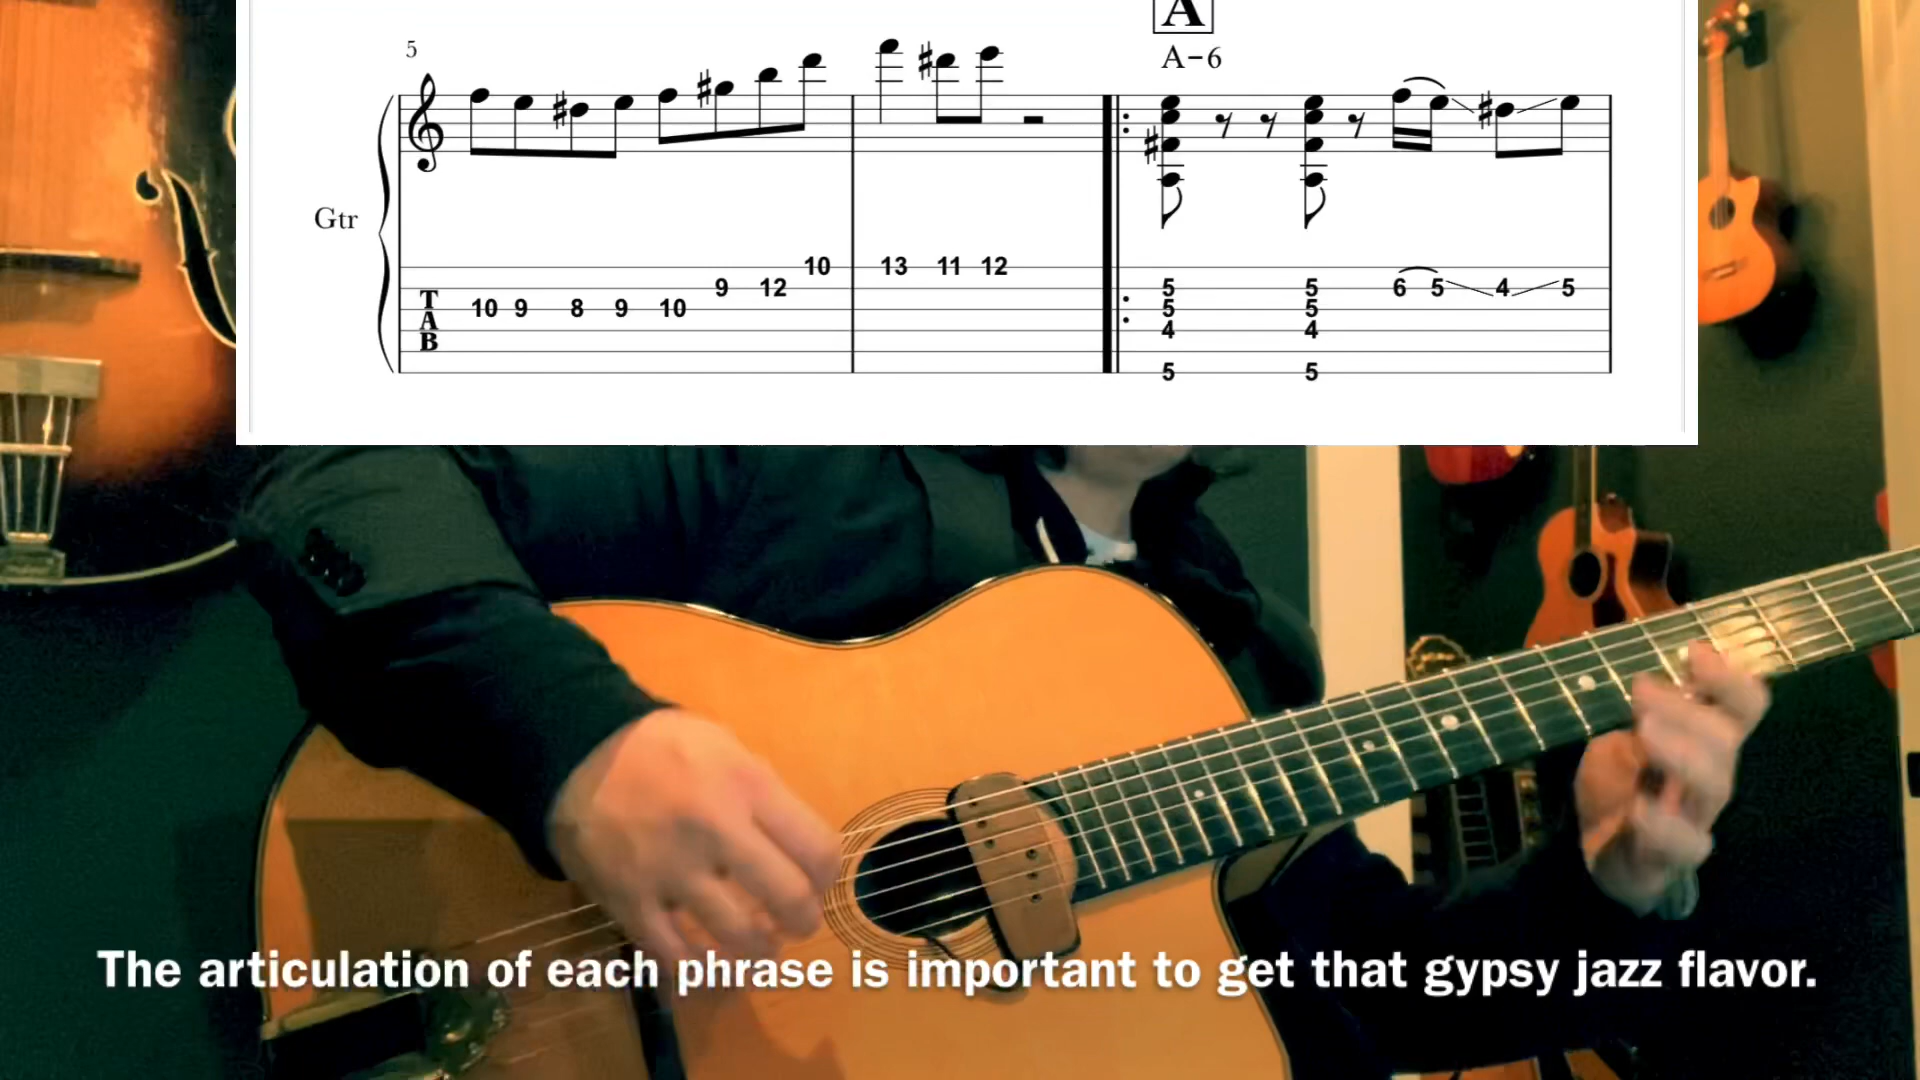 A
5
A-6
Gtr
10 13 11 12
9 12 5 5 6 5 4 5
T 10 9 8 9 10 5 5
A 4 4
B
5 5
The articulation of each phrase is important to get that gypsy jazz flavor.